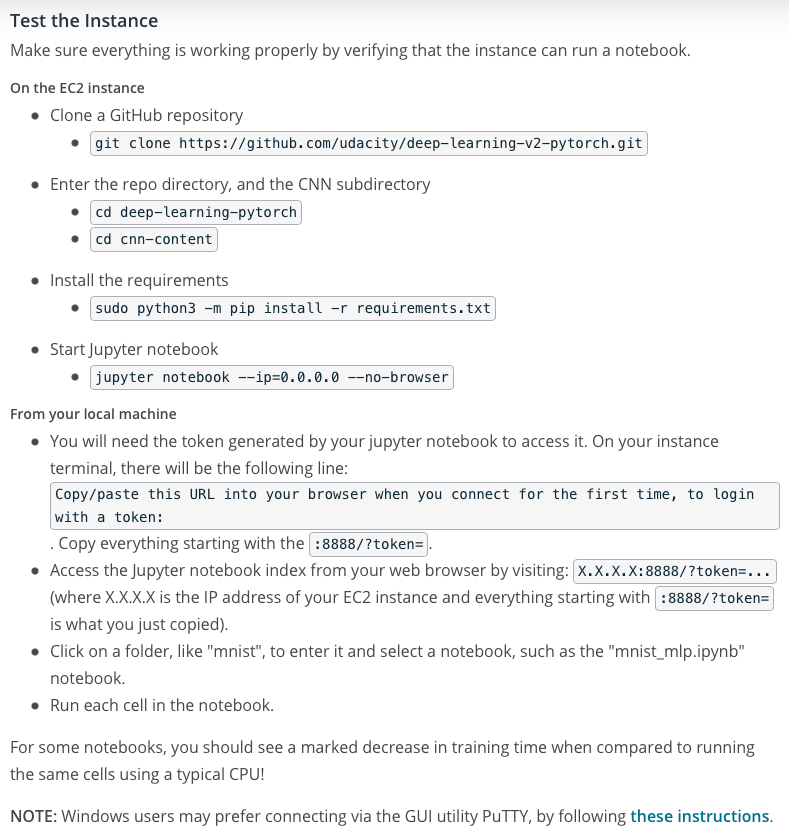 Test the Instance
Make sure everything is working properly by verifying that the instance can run a notebook.
On the EC2 instance
Clone a GitHub repository
git clone https://github.com/udacity/deep-learning-v2-pytorch.git
Enter the repo directory, and the CNN subdirectory
cd deep-learning-pytorch
cd cnn-content
Install the requirements
sudo python3 -m pip install -r requirements.txt
Start Jupyter notebook
jupyter notebook --ip=0.0.0.0 --no-browser
From your local machine
You will need the token generated by your jupyter notebook to access it. On your instance
terminal, there will be the following line:
Copy/paste this URL into your browser when you connect for the first time, to login
with a token:
. Copy everything starting with the :8888/?token= .
Access the Jupyter notebook index from your web browser by visiting: X.X.X.X:8888/?token=...
(where X.X.X.X is the IP address of your EC2 instance and everything starting with :8888/?token=
is what you just copied).
Click on a folder, like "mnist", to enter it and select a notebook, such as the "mnist_mlp.ipynb"
notebook.
Run each cell in the notebook.
For some notebooks, you should see a marked decrease in training time when compared to running
the same cells using a typical CPU!
NOTE: Windows users may prefer connecting via the GUI utility PuTTY, by following these instructions.